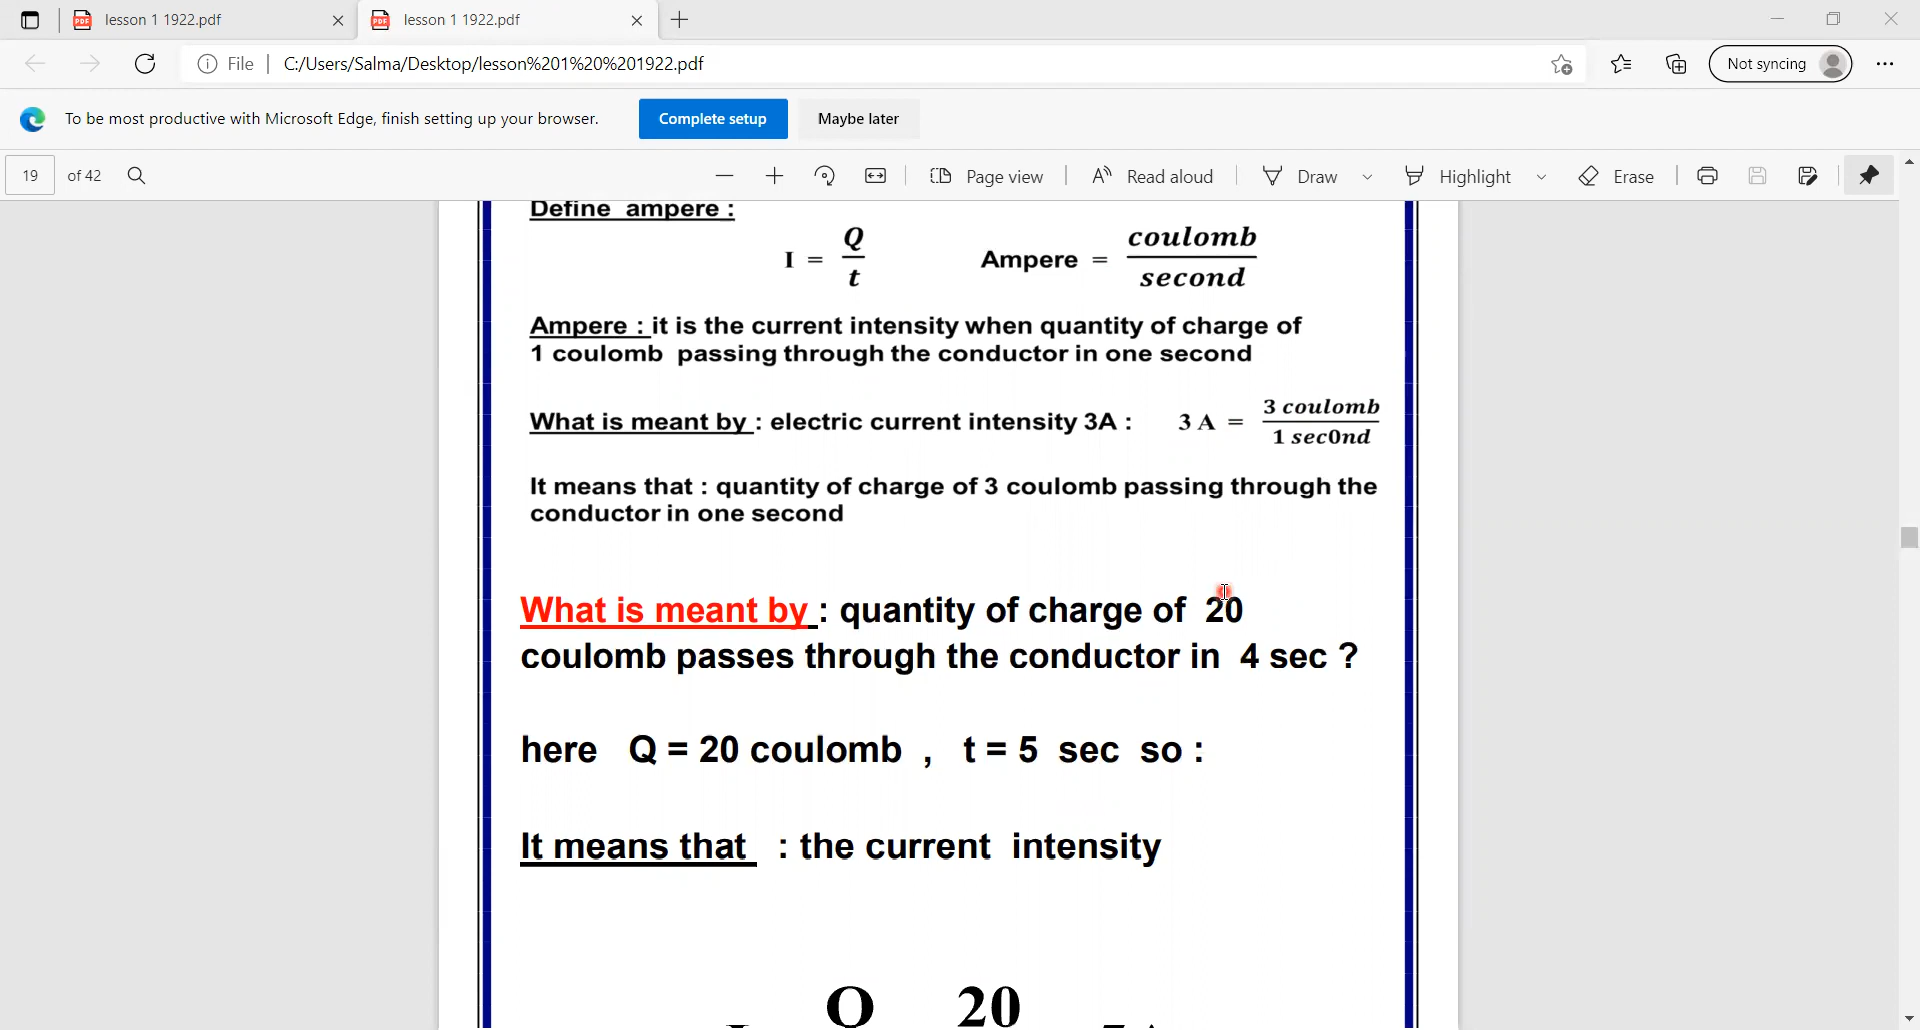 lesson 1 1922.pdf
lesson 1 1922.pdf
File C:/Users/Salma/Desktop/lesson%201%20%201922.pdf
Not syncing
To be most productive with Microsoft Edge, finish setting up your browser.
Complete setup
Maybe later
19 of 42
Page view
Read aloud
Draw
Highlight
Erase
Define ampere :
I = Q/t Ampere = coulomb/second
Ampere : it is the current intensity when quantity of charge of
1 coulomb passing through the conductor in one second
What is meant by : electric current intensity 3A : 3 A = 3 coulomb/1 sec0nd
It means that : quantity of charge of 3 coulomb passing through the
conductor in one second
What is meant by : quantity of charge of 20
coulomb passes through the conductor in 4 sec ?
here Q = 20 coulomb , t = 5 sec so :
It means that : the current intensity
Q 20